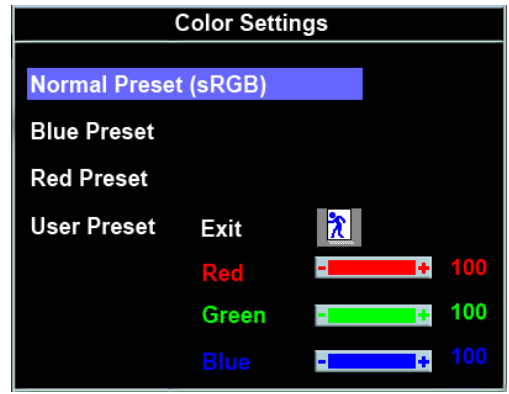 Color Settings
Normal Preset (sRGB)
Blue Preset
Red Preset
User Preset Exit
Red - + 100
Green - + 100
Blue - + 100